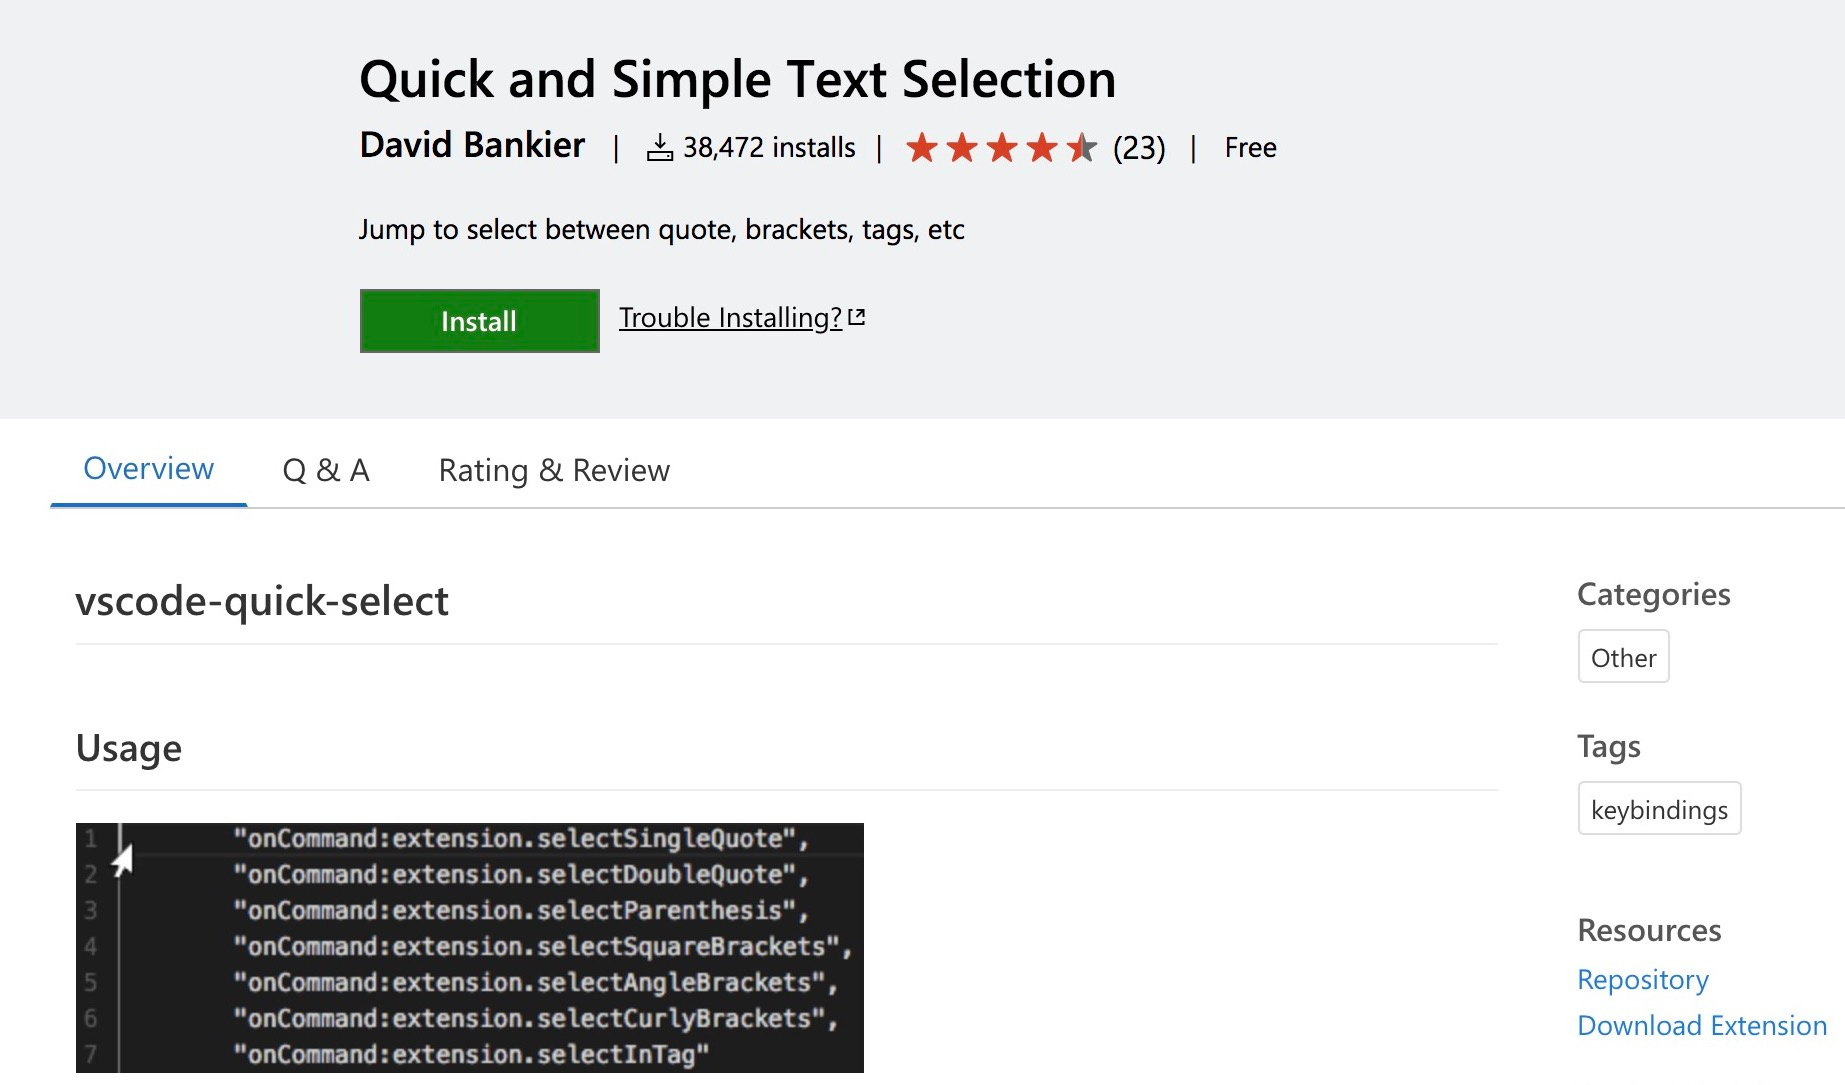 Quick and Simple Text Selection
David Bankier | 38,472 installs | (23) | Free
Jump to select between quote, brackets, tags, etc
Install Trouble Installing?
Overview Q & A Rating & Review
vscode-quick-select
Usage
1 "onCommand:extension.selectSingleQuote",
2 "onCommand:extension.selectDoubleQuote",
3 "onCommand:extension.selectParenthesis",
4 "onCommand:extension.selectSquareBrackets",
5 "onCommand:extension.selectAngleBrackets",
6 "onCommand:extension.selectCurlyBrackets",
7 "onCommand:extension.selectInTag"
Categories
Other
Tags
keybindings
Resources
Repository
Download Extension